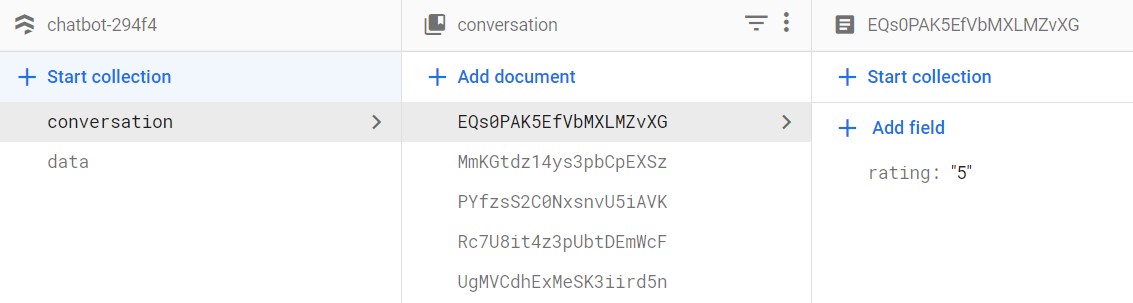 chatbot-294f4
conversation
EQs0PAK5EfVbMXLMZvXG
Start collection
Add document
Start collection
conversation
EQs0PAK5EfVbMXLMZvXG
Add field
data
MmKGtdz14ys3pbCpEXSz
rating: "5"
PYfzsS2C0NxsnvU5iAVK
Rc7U8it4z3pUbtDEmWcF
UgMVCdhExMeSK3iird5n